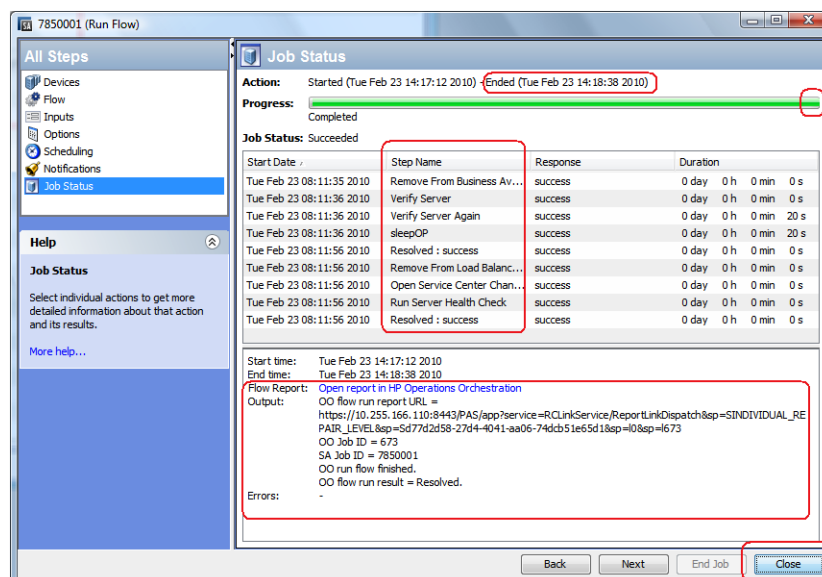 7850001 (Run Flow)
All Steps
Devices
Flow
Inputs
Options
Scheduling
Notifications
Job Status
Help
Job Status
Select individual actions to get more
detailed information about that action
and its results.
More help...
Job Status
Action: Started (Tue Feb 23 14:17:12 2010) - Ended (Tue Feb 23 14:18:38 2010)
Progress:
Completed
Job Status: Succeeded
Start Date Step Name Response Duration
Tue Feb 23 08:11:35 2010 Remove From Business Av... success 0 day 0 h 0 min 0 s
Tue Feb 23 08:11:36 2010 Verify Server success 0 day 0 h 0 min 0 s
Tue Feb 23 08:11:36 2010 Verify Server Again success 0 day 0 h 0 min 20 s
Tue Feb 23 08:11:36 2010 sleepOP success 0 day 0 h 0 min 20 s
Tue Feb 23 08:11:56 2010 Resolved : success success 0 day 0 h 0 min 0 s
Tue Feb 23 08:11:56 2010 Remove From Load Balanc... success 0 day 0 h 0 min 0 s
Tue Feb 23 08:11:56 2010 Open Service Center Chan... success 0 day 0 h 0 min 0 s
Tue Feb 23 08:11:56 2010 Run Server Health Check success 0 day 0 h 0 min 0 s
Tue Feb 23 08:11:56 2010 Resolved : success success 0 day 0 h 0 min 0 s
Start time: Tue Feb 23 14:17:12 2010
End time: Tue Feb 23 14:18:38 2010
Flow Report: Open report in HP Operations Orchestration
Output: OO flow run report URL =
https://10.255.166.110:8443/PAS/app?service=RCLinkService/ReportLinkDispatch&sp=SINDIVIDUAL_RE
PAIR_LEVEL&sp=Sd77d2d58-27d4-4041-aa06-74dcb51e65d1&sp=l0&sp=l673
OO Job ID = 673
SA Job ID = 7850001
OO run flow finished.
OO flow run result = Resolved.
Errors: -
Back Next End Job Close